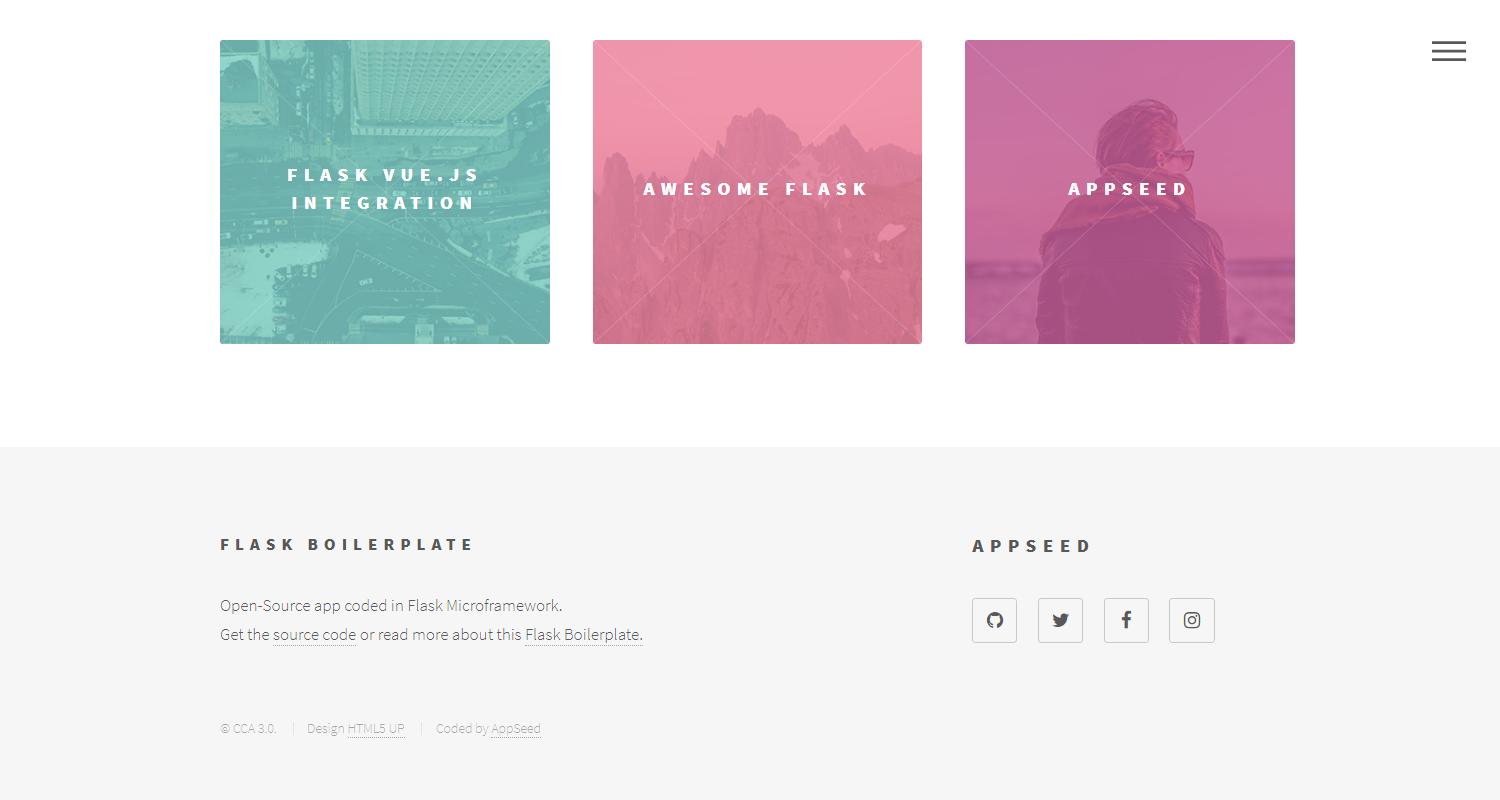 FLASK VUE.JS
INTEGRATION
AWESOME FLASK
APPSEED
FLASK BOILERPLATE
Open-Source app coded in Flask Microframework.
Get the source code or read more about this Flask Boilerplate.
APPSEED
© CCA 3.0. Design HTML5 UP Coded by AppSeed